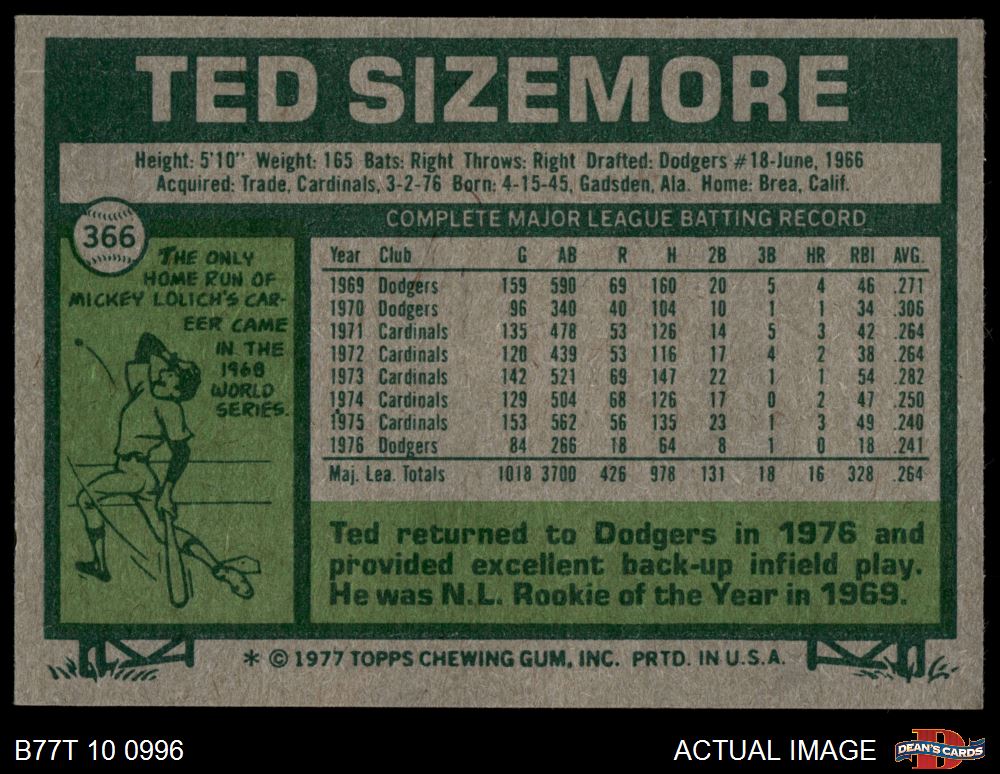 TED SIZEMORE
Height: 5'10" Weight: 165 Bats: Right Throws: Right Drafted: Dodgers #18-June, 1966
Acquired: Trade, Cardinals, 3-2-76 Born: 4-15-45, Gadsden, Ala. Home: Brea, Calif.
366
THE ONLY
HOME RUN OF
MICKEY LOLICH'S CAR-
EER CAME
IN THE
1968
WORLD
SERIES.
COMPLETE MAJOR LEAGUE BATTING RECORD
Year Club G AB R H 2B 3B HR RBI AVG.
1969 Dodgers 159 590 69 160 20 5 4 46 .271
1970 Dodgers 96 340 40 104 10 1 1 34 .306
1971 Cardinals 135 478 53 126 14 5 3 42 .264
1972 Cardinals 120 439 53 116 17 4 2 38 .264
1973 Cardinals 142 521 69 147 22 1 1 54 .282
1974 Cardinals 129 504 68 126 17 0 2 47 .250
1975 Cardinals 153 562 56 135 23 1 3 49 .240
1976 Dodgers 84 266 18 64 8 1 0 18 .241
Maj. Lea. Totals 1018 3700 426 978 131 18 16 328 .264
Ted returned to Dodgers in 1976 and
provided excellent back-up infield play.
He was N.L. Rookie of the Year in 1969.
* © 1977 TOPPS CHEWING GUM, INC. PRTD. IN U.S.A.
B77T 10 0996
ACTUAL IMAGE
D
DEAN'S CARDS